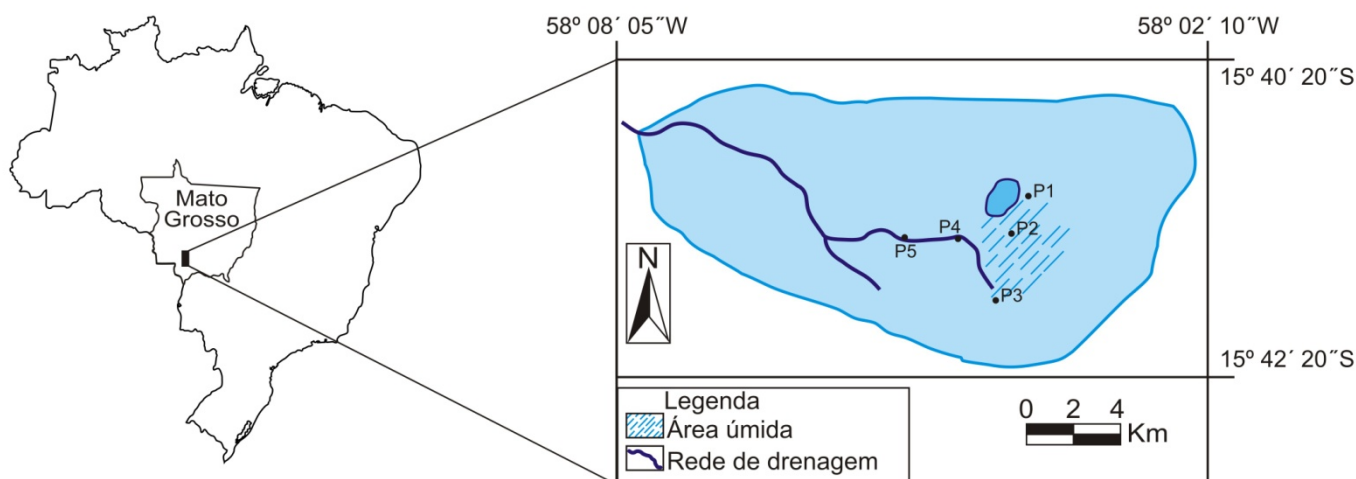 58º 08´ 05˝W
58º 02´ 10˝W
15º 40´ 20˝S
Mato
Grosso
P1
P2
P4
P5
N
P3
15º 42´ 20˝S
Legenda
Área úmida
Rede de drenagem
0 2 4
Km